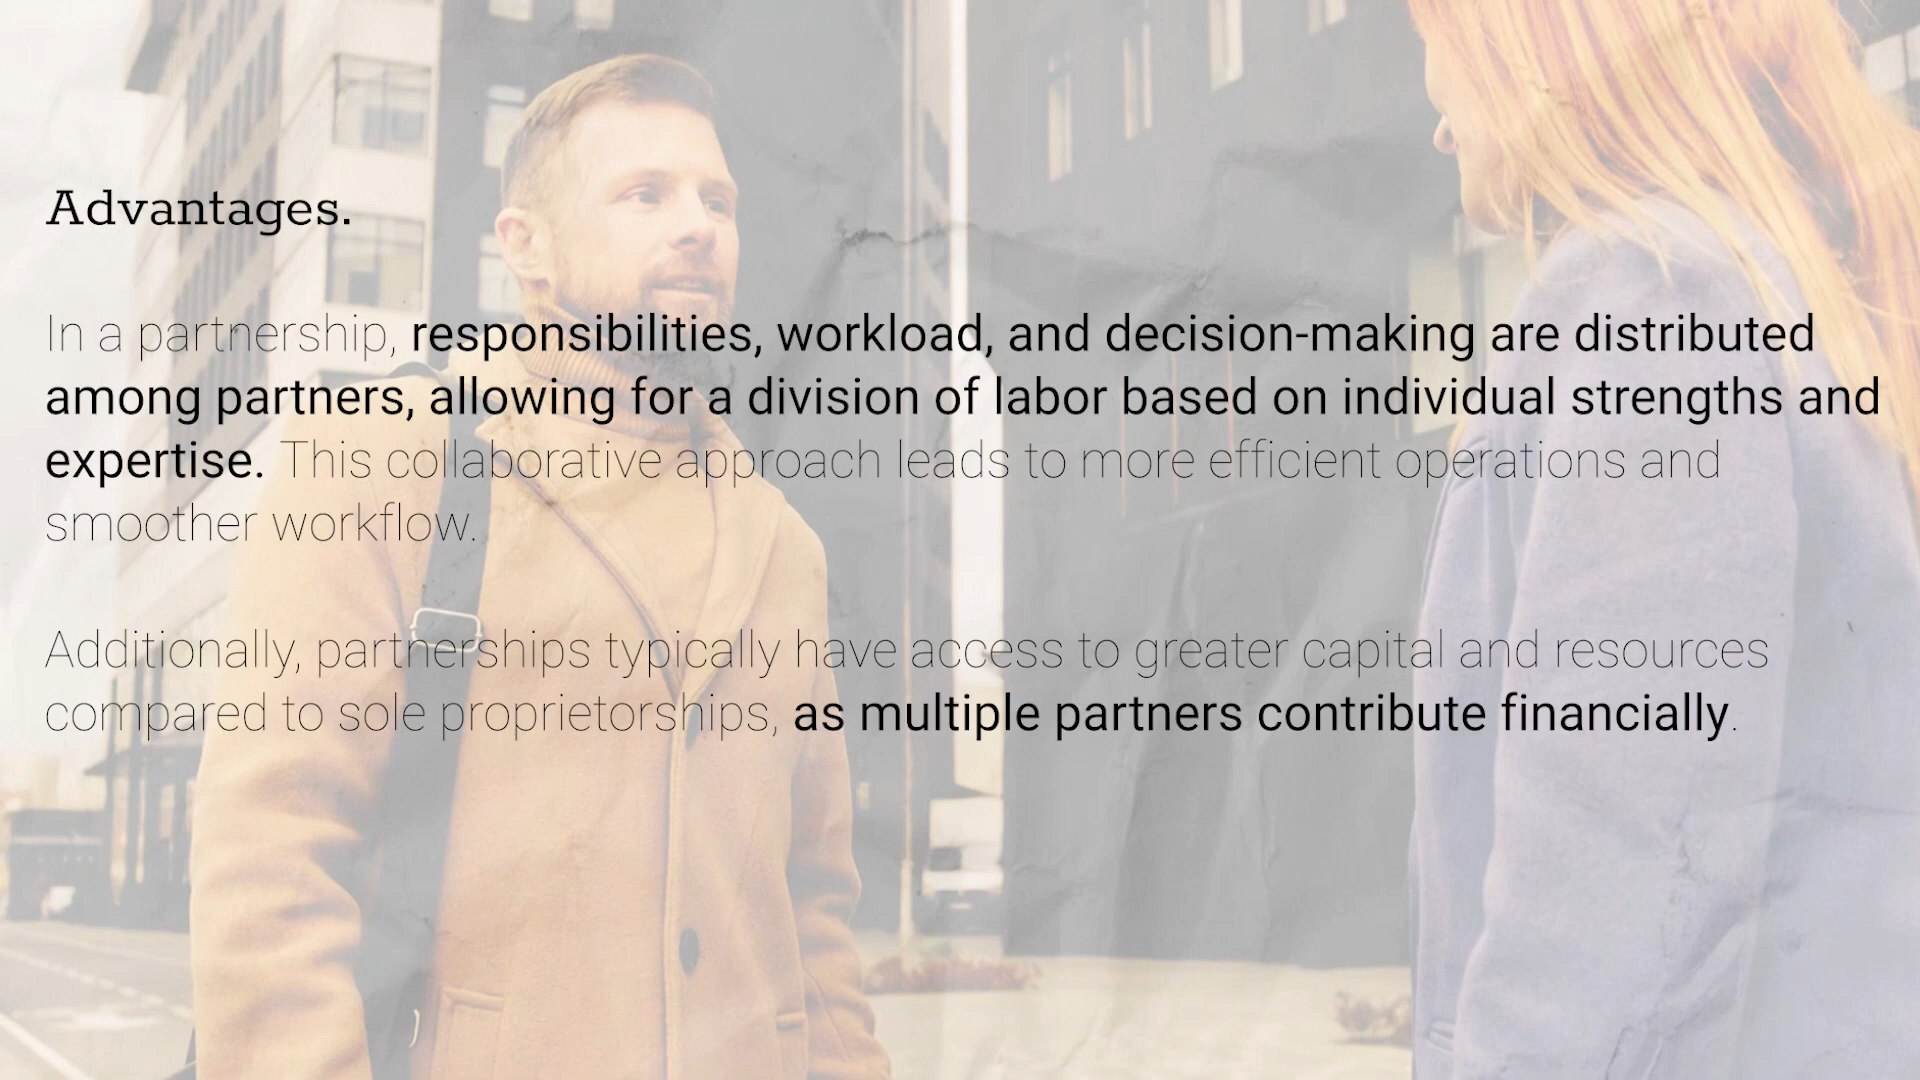 Advantages.
In a partnership, responsibilities, workload, and decision-making are distributed
among partners, allowing for a division of labor based on individual strengths and
expertise. This collaborative approach leads to more efficient operations and
smoother workflow.
Additionally, partnerships typically have access to greater capital and resources
compared to sole proprietorships, as multiple partners contribute financially.